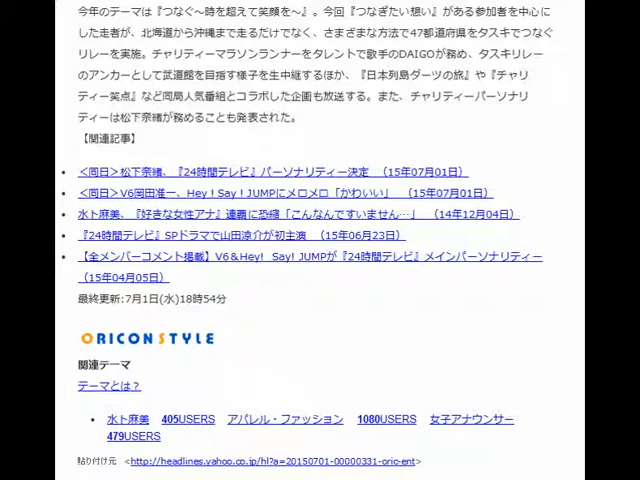 今年のテーマは『つなぐ～時を超えて笑顔を～』。今回『つなぎたい想い』がある参加者を中心に
した走者が、北海道から沖縄まで走るだけでなく、さまざまな方法で47都道府県をタスキでつなぐ
リレーを実施。チャリティーマラソンランナーをタレントで歌手のDAIGOが務め、タスキリレー
のアンカーとして武道館を目指す様子を生中継するほか、『日本列島ダーツの旅』や『チャリ
ティー笑点』など同局人気番組とコラボした企画も放送する。また、チャリティーパーソナリ
ティーは松下奈緒が務めることも発表された。
【関連記事】
＜同日＞松下奈緒、『24時間テレビ』パーソナリティー決定　（15年07月01日）
＜同日＞V6岡田准一、Hey！Say！JUMPにメロメロ「かわいい」　（15年07月01日）
水ト麻美、『好きな女性アナ』連覇に恐縮「こんなんですいません…」　（14年12月04日）
『24時間テレビ』SPドラマで山田涼介が初主演　（15年06月23日）
【全メンバーコメント掲載】V6＆Hey! Say! JUMPが『24時間テレビ』メインパーソナリティー
（15年04月05日）
最終更新:7月1日(水)18時54分
ORICON STYLE
関連テーマ
テーマとは？
水ト麻美　405USERS　アパレル・ファッション　1080USERS　女子アナウンサー
479USERS
貼り付け元　<http://headlines.yahoo.co.jp/hl?a=20150701-00000331-oric-ent>